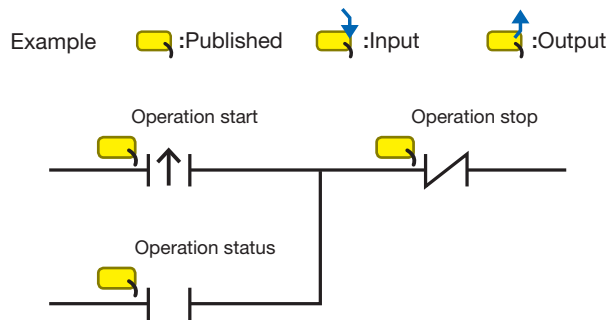 Example :Published :Input :Output
Operation start Operation stop
Operation status